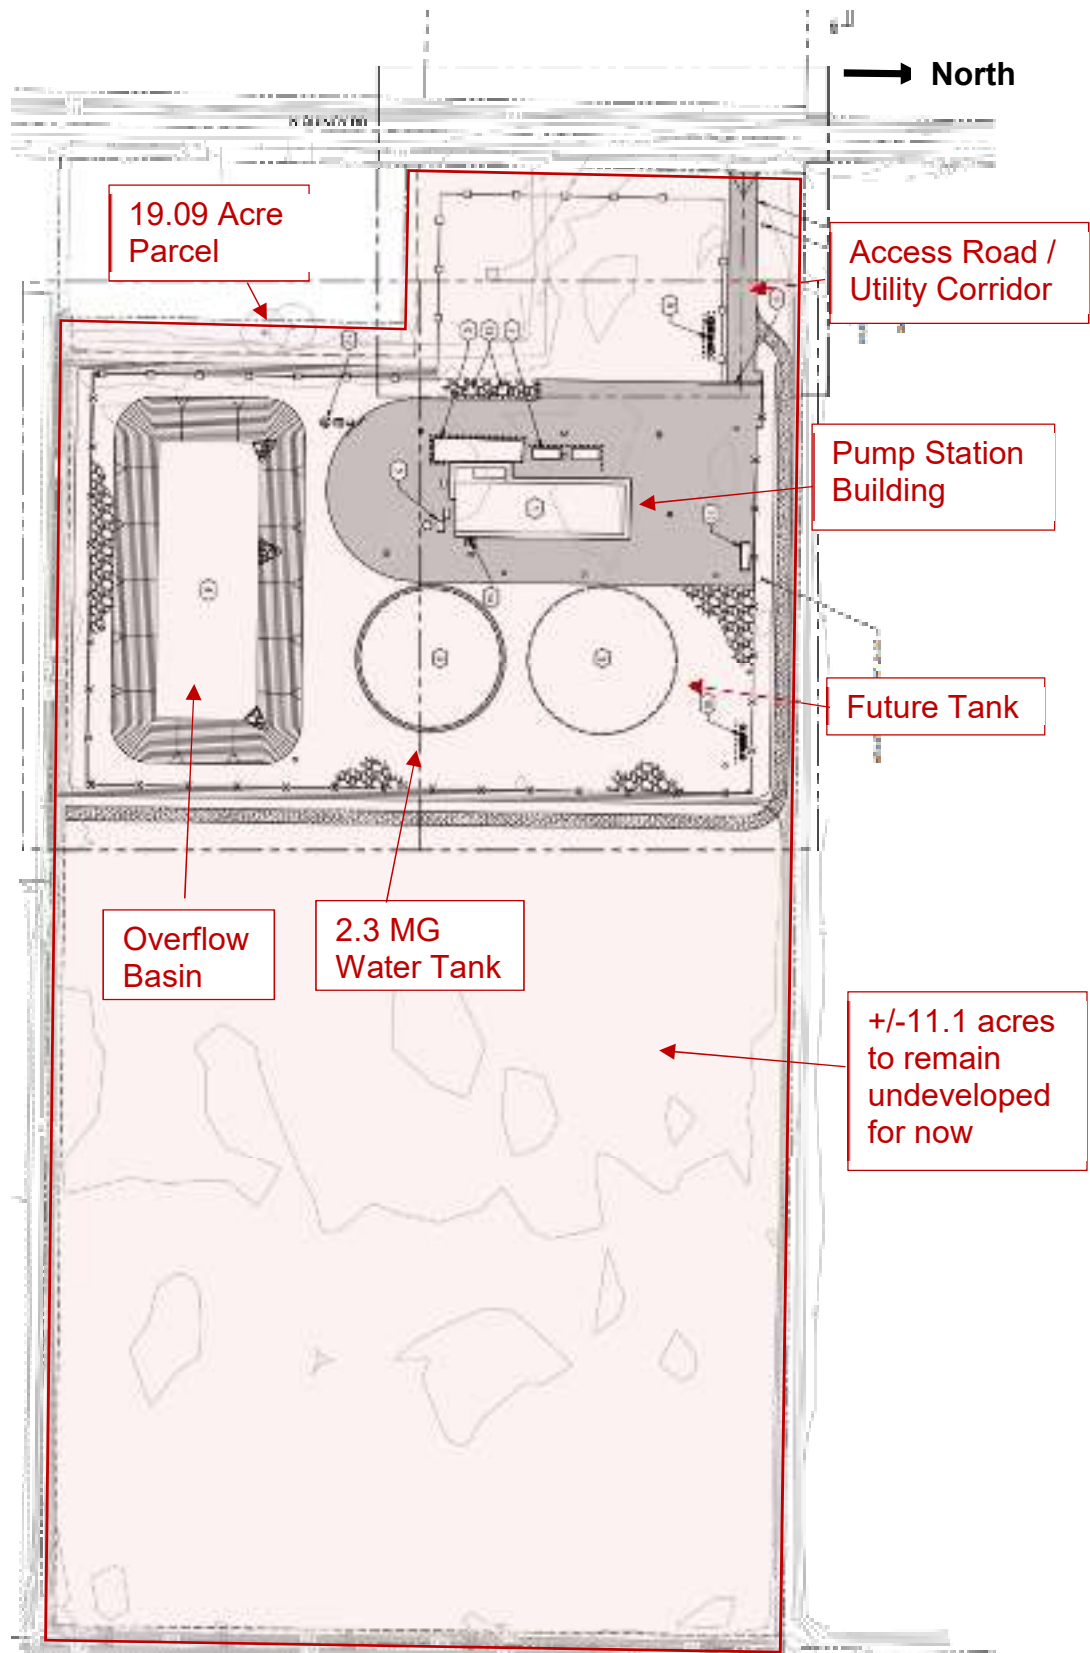 North
19.09 Acre
Parcel
Access Road /
Utility Corridor
Pump Station
Building
Future Tank
Overflow
Basin
2.3 MG
Water Tank
+/-11.1 acres
to remain
undeveloped
for now